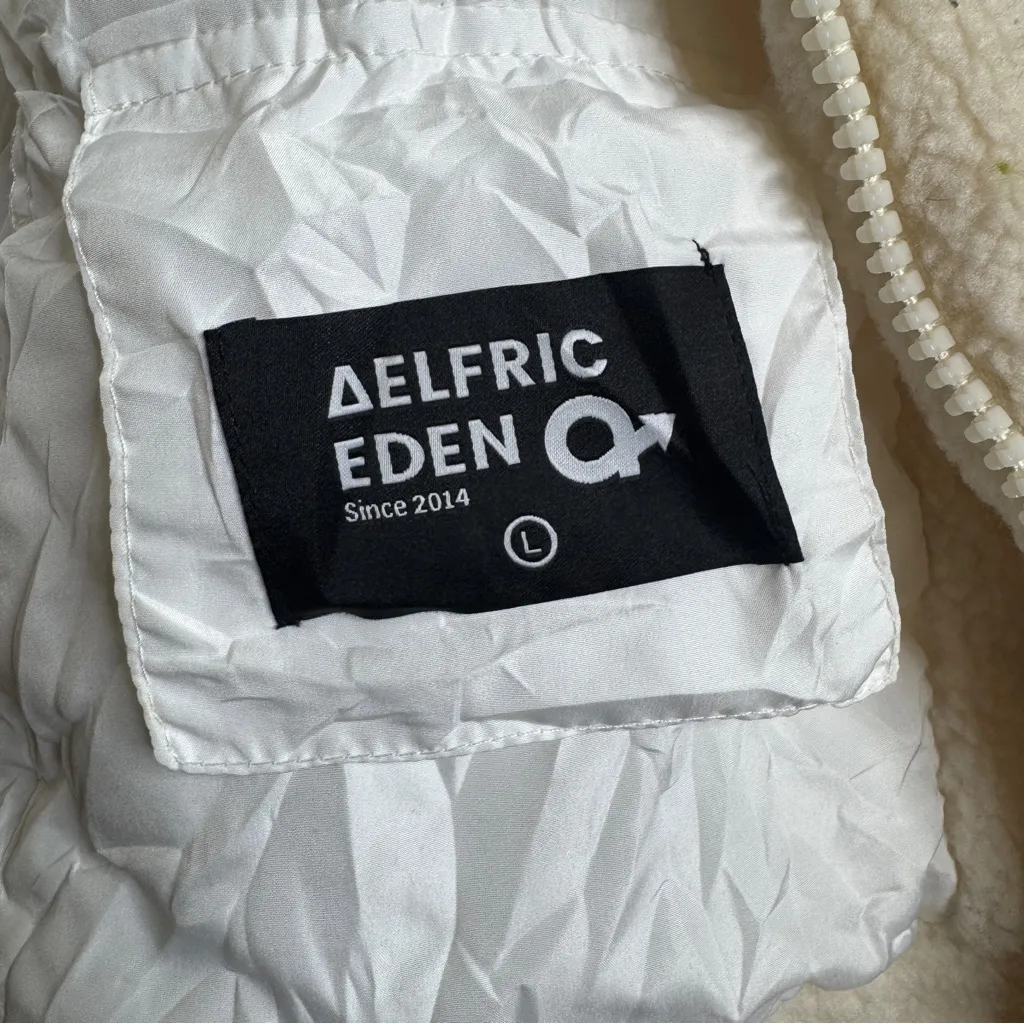 ΔELFRIC
EDEN
Since 2014
L